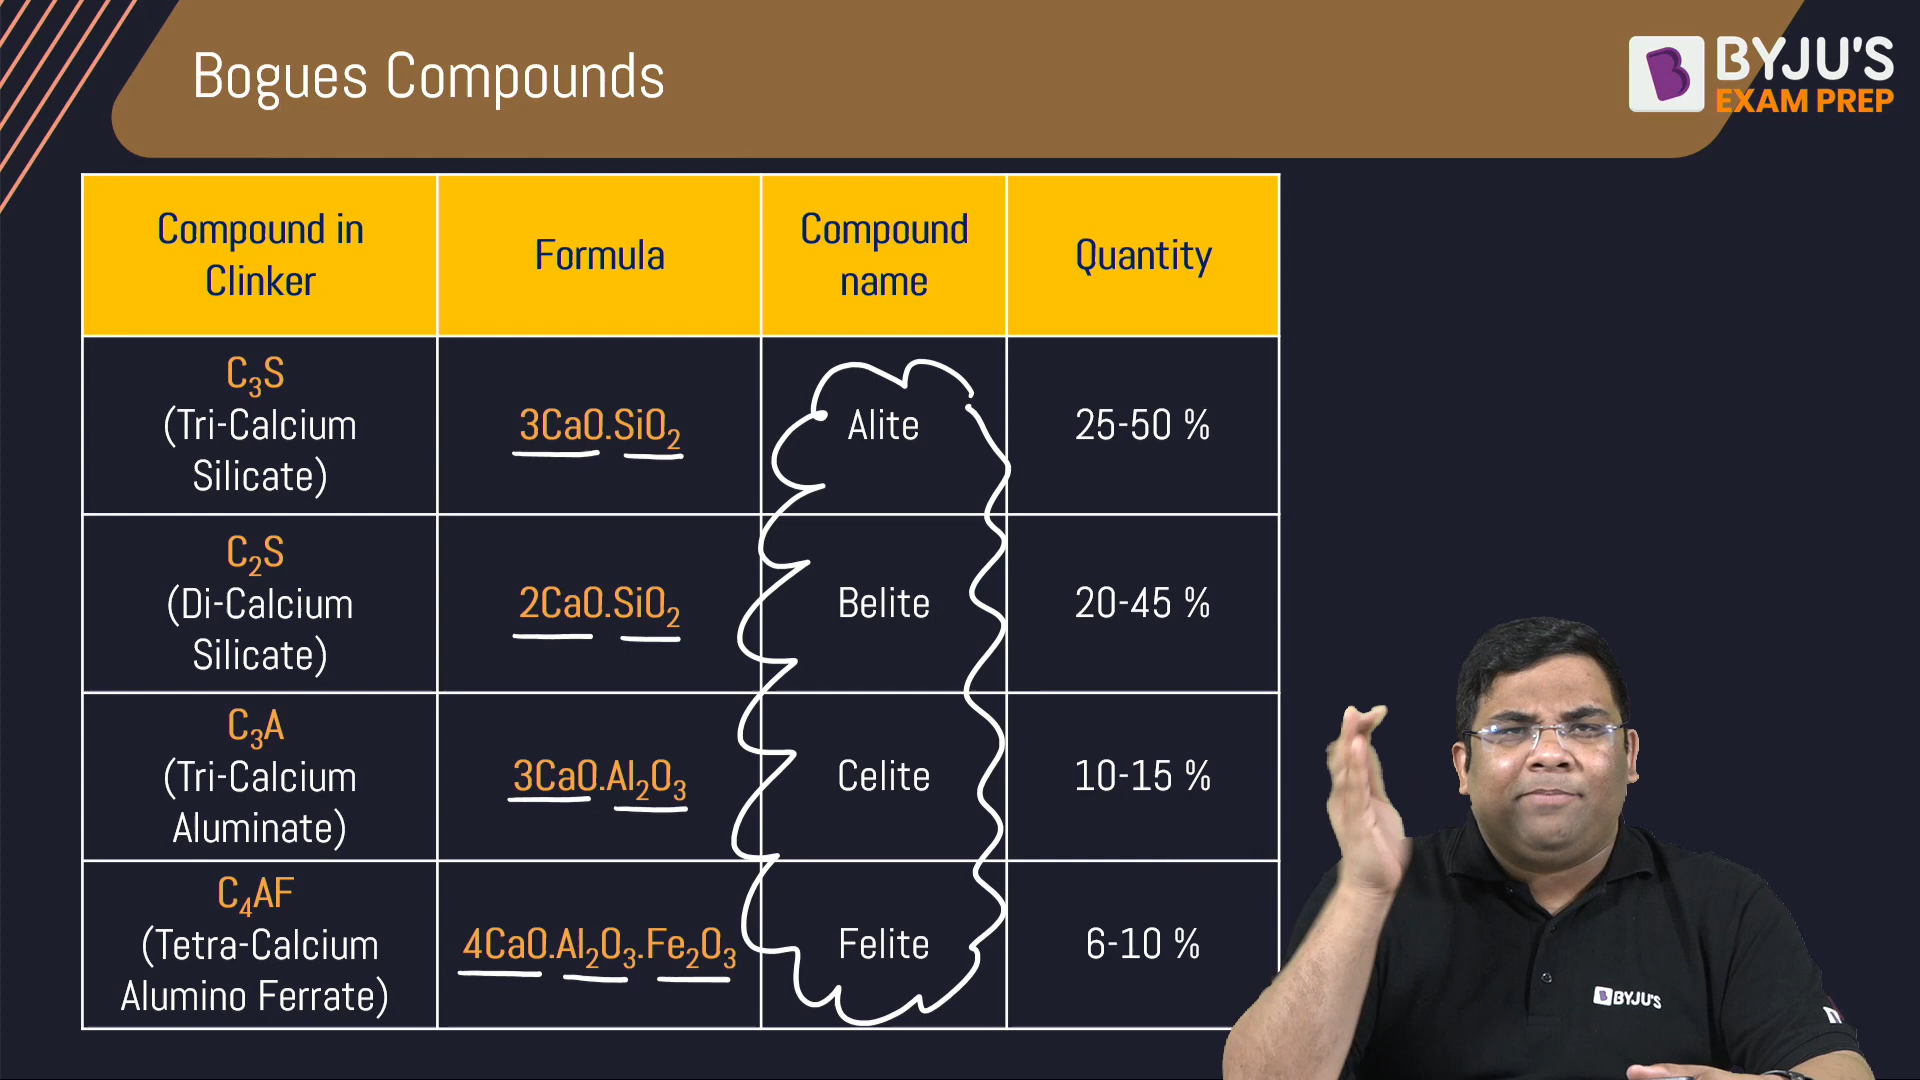 Bogues Compounds
BYJU'S
EXAM PREP
Compound in
Clinker
Formula
Compound
name
Quantity
C₃S
(Tri-Calcium
Silicate)
3CaO.SiO₂
Alite
25-50 %
C₂S
(Di-Calcium
Silicate)
2CaO.SiO₂
Belite
20-45 %
C₃A
(Tri-Calcium
Aluminate)
3CaO.Al₂O₃
Celite
10-15 %
C₄AF
(Tetra-Calcium
Alumino Ferrate)
4CaO.Al₂O₃.Fe₂O₃
Felite
6-10 %
BYJU'S